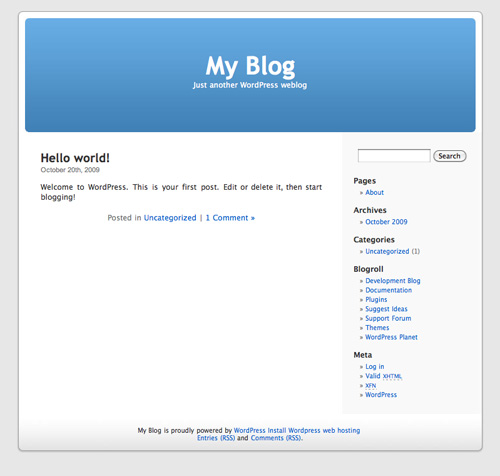 My Blog
Just another WordPress weblog
Hello world!
October 20th, 2009
Welcome to WordPress. This is your first post. Edit or delete it, then start
blogging!
Posted in Uncategorized | 1 Comment »
Search
Pages
» About
Archives
» October 2009
Categories
» Uncategorized (1)
Blogroll
» Development Blog
» Documentation
» Plugins
» Suggest Ideas
» Support Forum
» Themes
» WordPress Planet
Meta
» Log in
» Valid XHTML
» XFN
» WordPress
My Blog is proudly powered by WordPress Install Wordpress web hosting
Entries (RSS) and Comments (RSS).